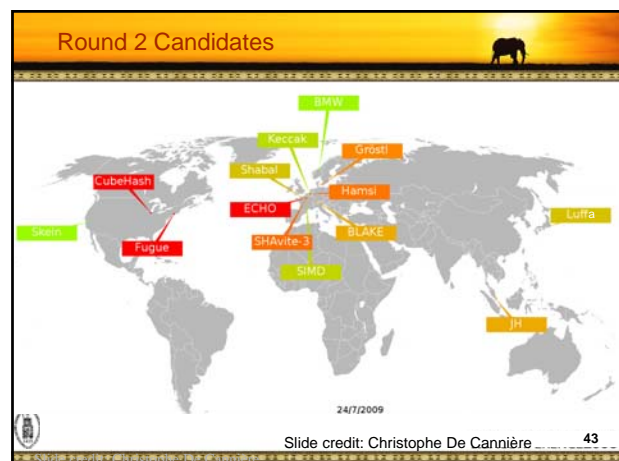 Round 2 Candidates
BMW
Keccak
Grøstl
Shabal
CubeHash
Hamsi
ECHO
Luffa
Skein
BLAKE
Fugue
SHAvite-3
SIMD
JH
24/7/2009
Slide credit: Christophe De Cannière
43